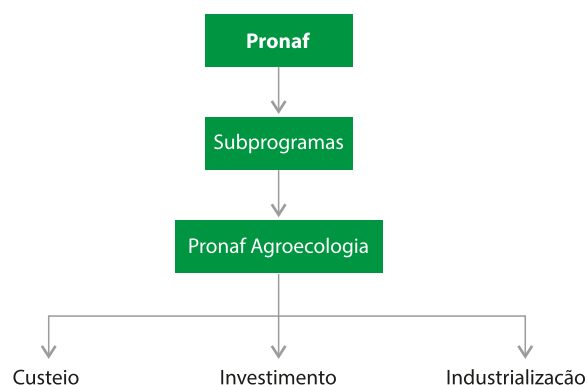 Pronaf
Subprogramas
Pronaf Agroecologia
Custeio
Investimento
Industrialização